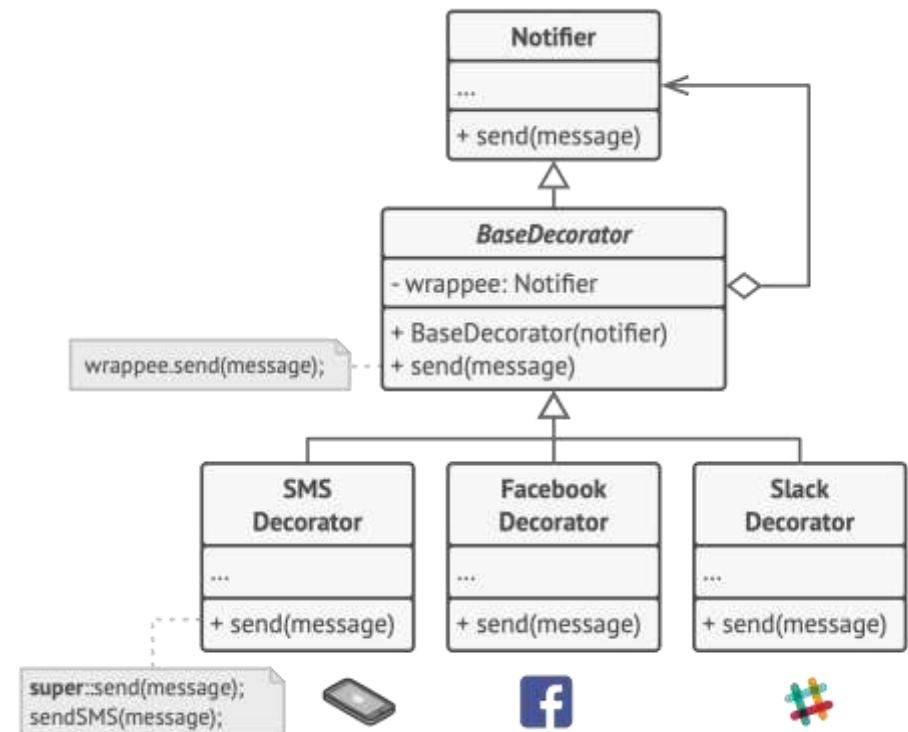 Notifier
...
+ send(message)
BaseDecorator
- wrappee: Notifier
+ BaseDecorator(notifier)
+ send(message)
wrappee.send(message);
SMS
Decorator
...
+ send(message)
Facebook
Decorator
...
+ send(message)
Slack
Decorator
...
+ send(message)
super::send(message);
sendSMS(message);